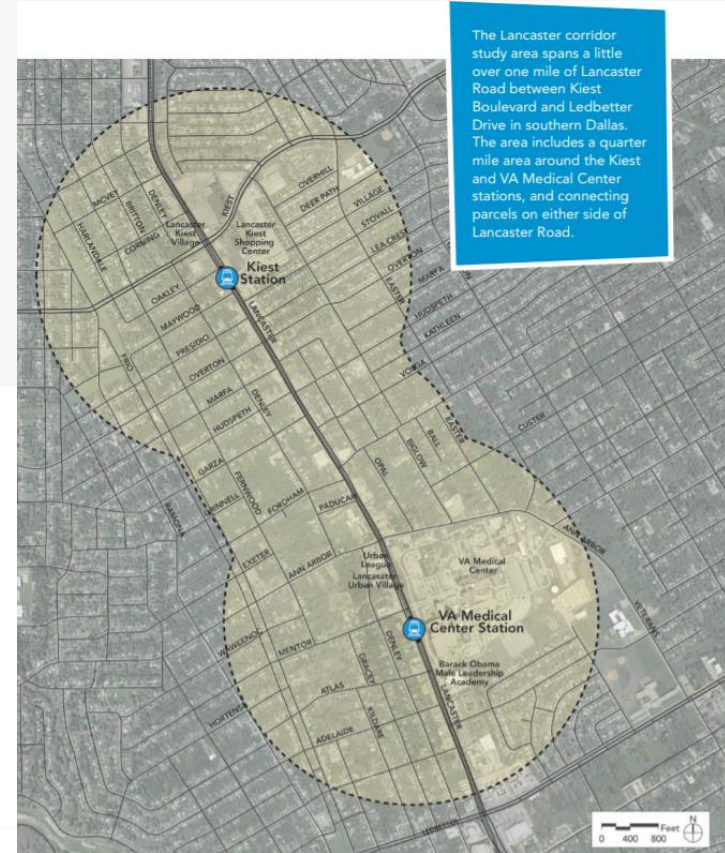 The Lancaster corridor
study area spans a little
over one mile of Lancaster
Road between Kiest
Boulevard and Ledbetter
Drive in southern Dallas.
The area includes a quarter
mile area around the Kiest
and VA Medical Center
stations, and connecting
parcels on either side of
Lancaster Road.
OVERHILL
DEER PATH
MCVEY
DENLEY
BRITTON
KIEST
VILLAGE
STOVALL
HARLANDALE
CORNING
Lancaster
Kiest
Village
Lancaster
Kiest
Shopping
Center
LEA CREST
OVERTON
MARFA
Kiest
Station
EASTER
HUDSPETH
KATHLEEN
OAKLEY
MAYWOOD
LANCASTER
PRESIDIO
FRIO
OVERTON
VONDA
MARFA
DENLEY
HUDSPETH
CUSTER
EASTER
BALL
BIGLOW
OPAL
GARZA
FERNWOOD
GRINNELL
FORDHAM
PADUCAH
RAMONA
ANN ARBOR
EXETER
ANN ARBOR
Urban
League
Lancasater
Urban Village
VA Medical
Center
VETERANS
VA Medical
Center Station
WAWEENOC
MENTOR
DENLEY
GRACEY
Barack Obama
Male Leadership
Academy
ATLAS
LANCASTER
HORTENSE
KILDARE
ADELAIDE
LEDBETTER
N
Feet
0 400 800